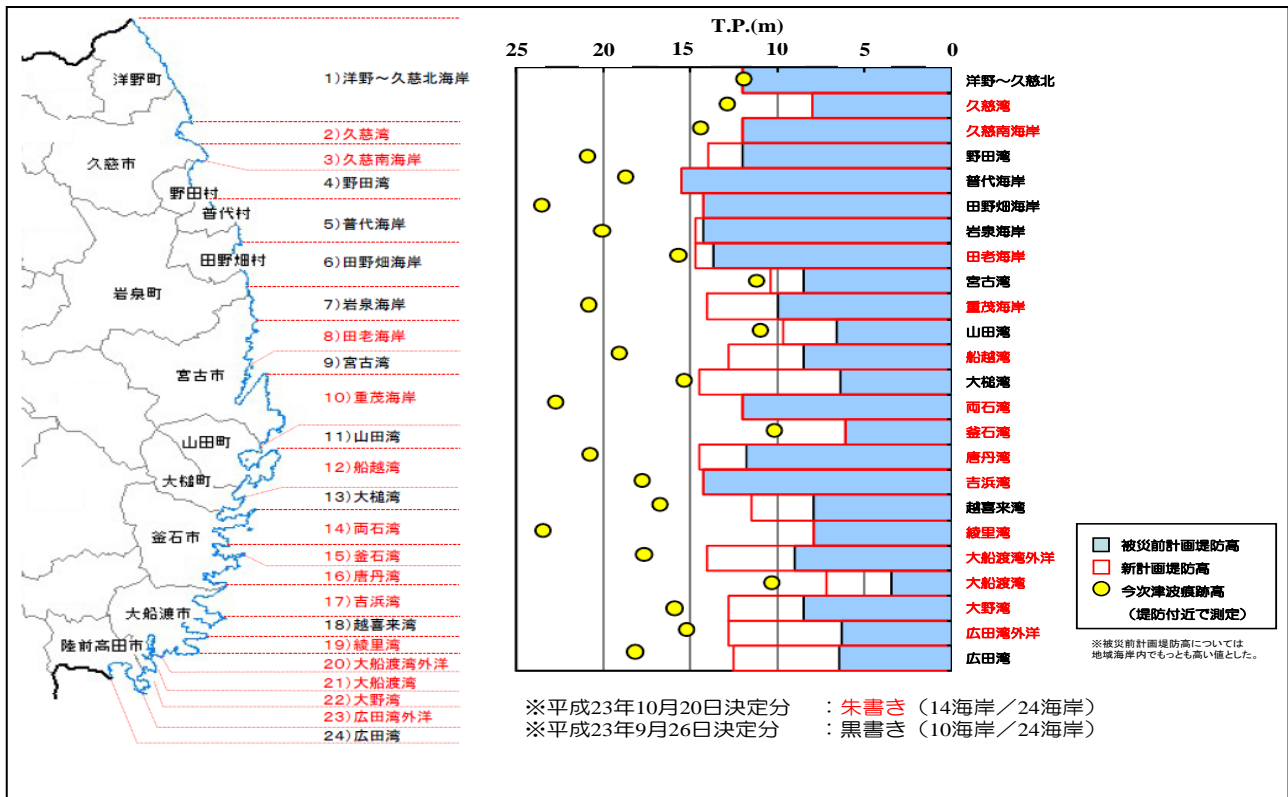 洋野町
久慈市
野田村
普代村
田野畑村
岩泉町
宮古市
山田町
大槌町
釜石市
大船渡市
陸前高田市
1)洋野～久慈北海岸
2)久慈湾
3)久慈南海岸
4)野田湾
5)普代海岸
6)田野畑海岸
7)岩泉海岸
8)田老海岸
9)宮古湾
10)重茂海岸
11)山田湾
12)船越湾
13)大槌湾
14)両石湾
15)釜石湾
16)唐丹湾
17)吉浜湾
18)越喜来湾
19)綾里湾
20)大船渡湾外洋
21)大船渡湾
22)大野湾
23)広田湾外洋
24)広田湾
T.P.(m)
25 20 15 10 5 0
洋野～久慈北
久慈湾
久慈南海岸
野田湾
普代海岸
田野畑海岸
岩泉海岸
田老海岸
宮古湾
重茂海岸
山田湾
船越湾
大槌湾
両石湾
釜石湾
唐丹湾
吉浜湾
越喜来湾
綾里湾
大船渡湾外洋
大船渡湾
大野湾
広田湾外洋
広田湾
被災前計画堤防高
新計画堤防高
今次津波痕跡高
(堤防付近で測定)
※被災前計画堤防高については
地域海岸内でもっとも高い値とした。
※平成23年10月20日決定分 ：朱書き（14海岸／24海岸）
※平成23年9月26日決定分 ：黒書き（10海岸／24海岸）